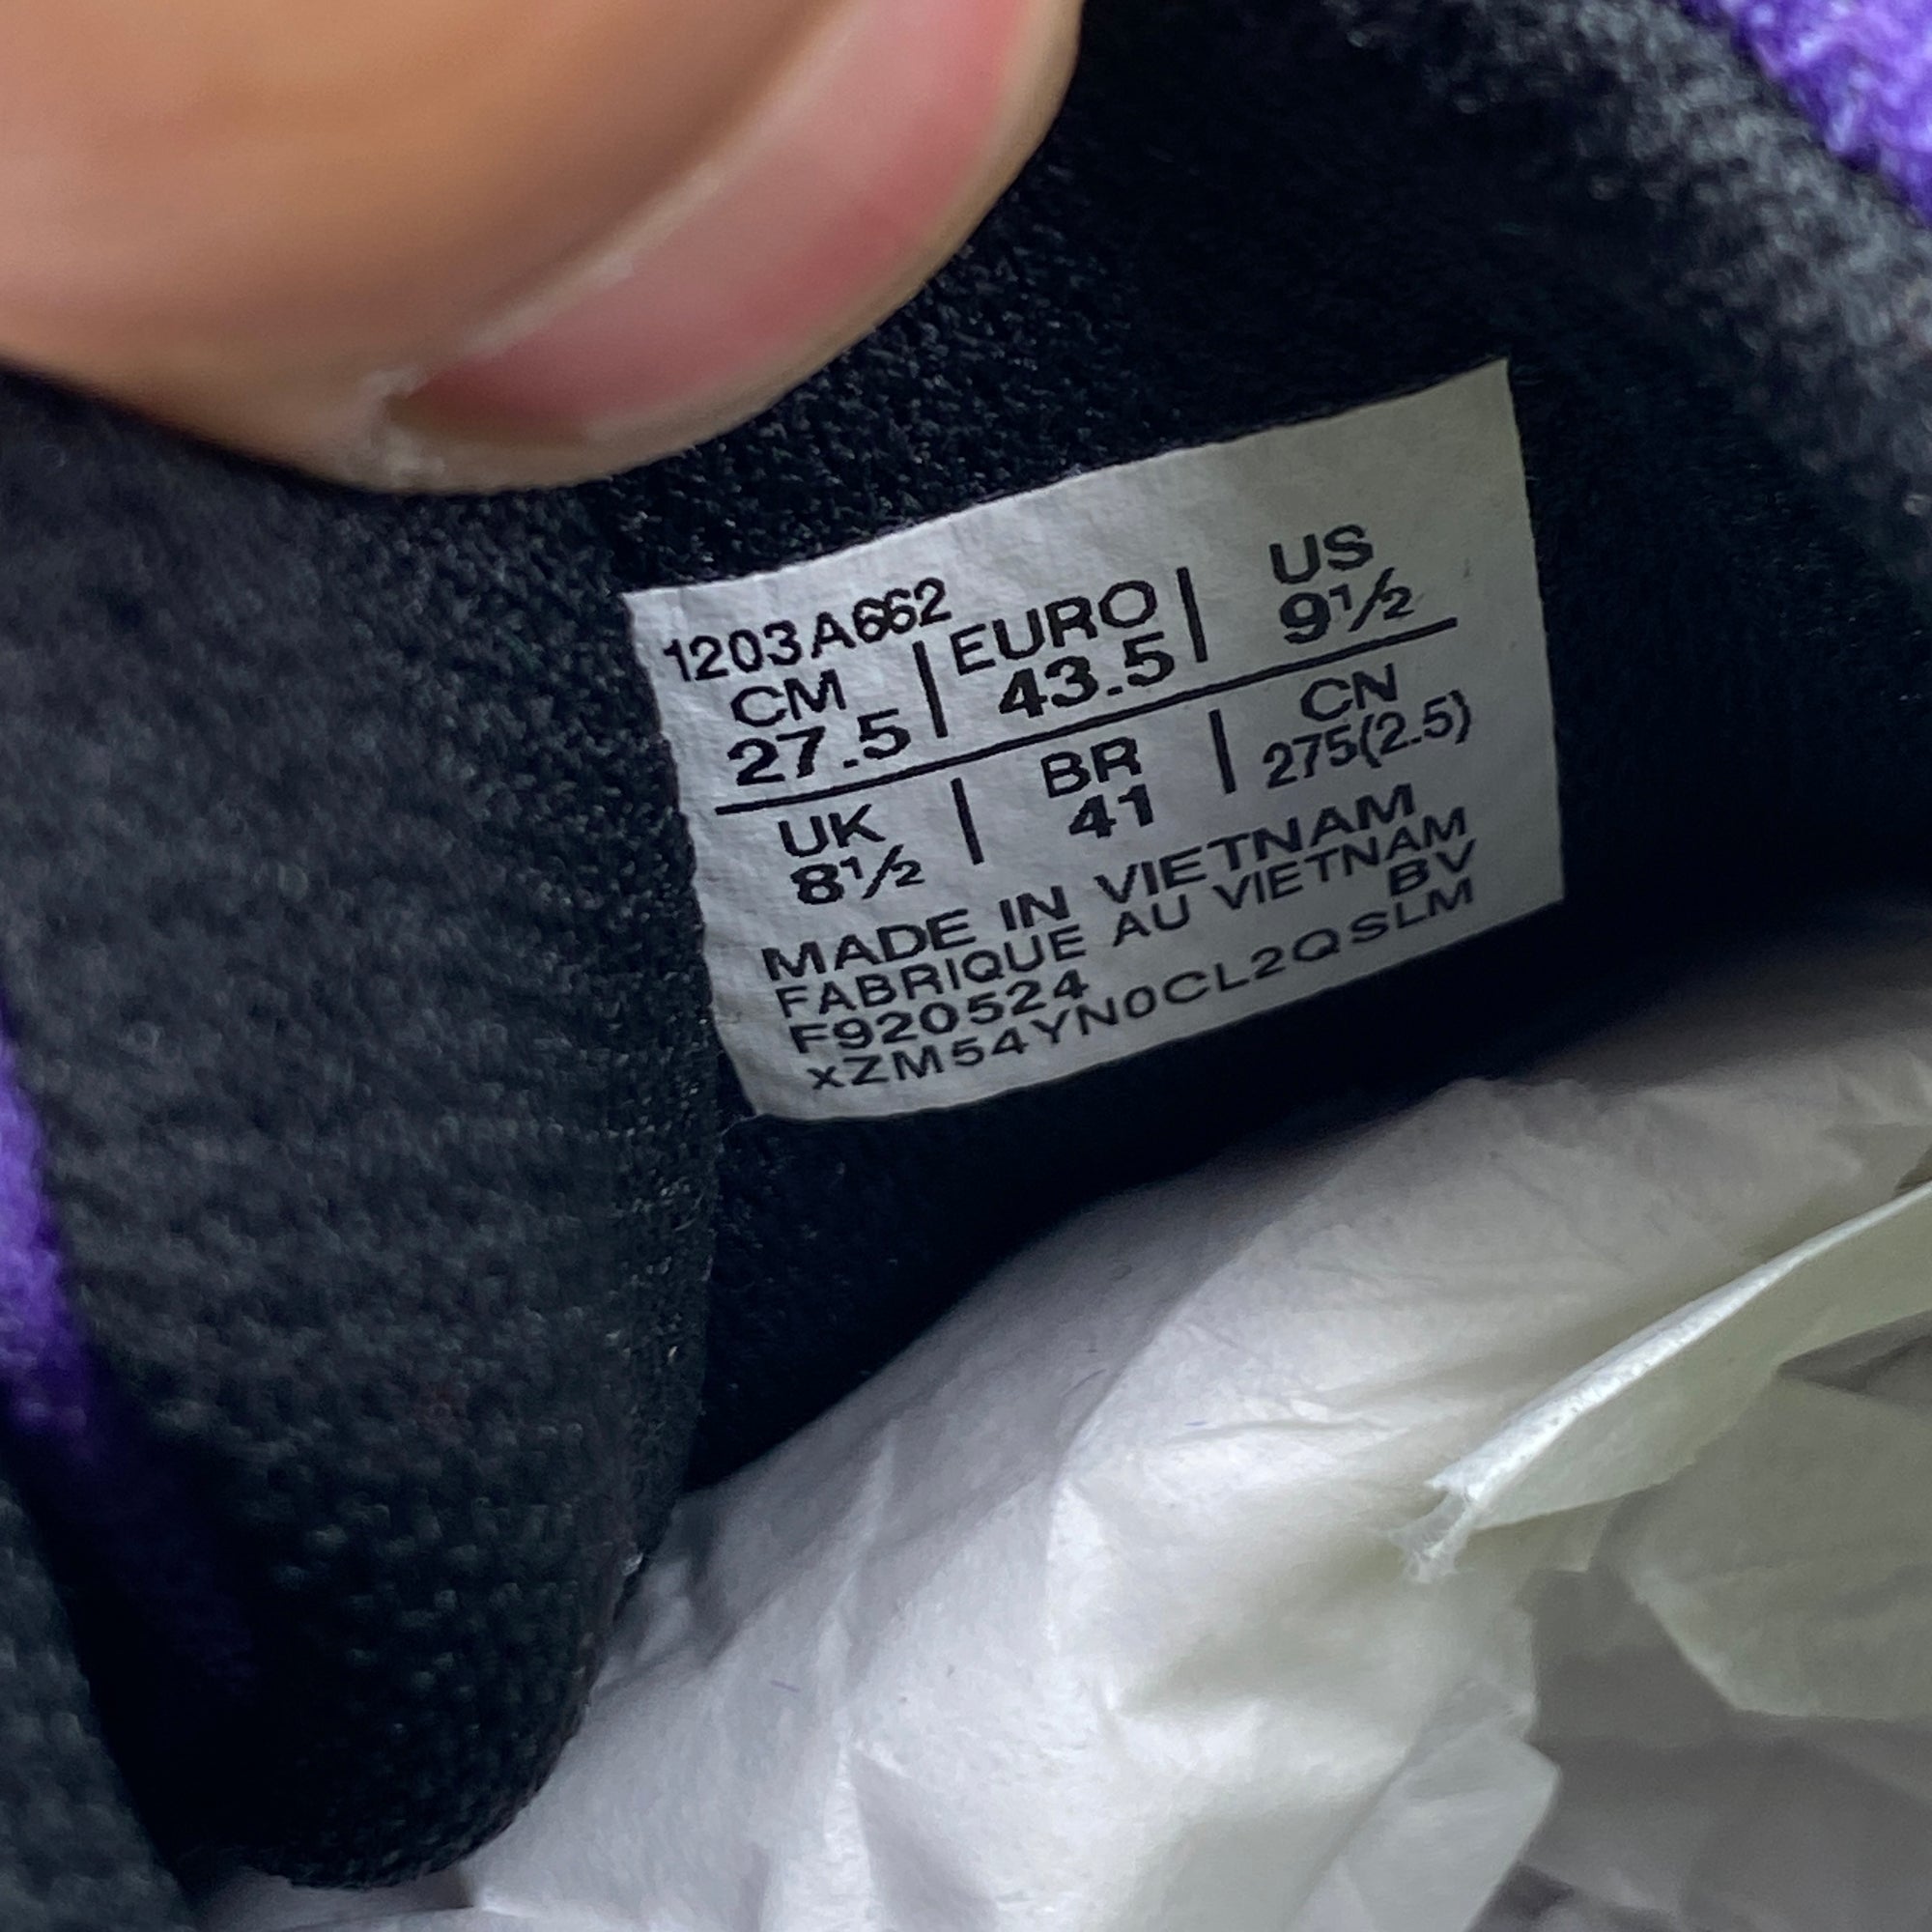 1203A662
CM | EURO | US
27.5 | 43.5 | 9½
UK | BR | CN
8½ | 41 | 275(2.5)
MADE IN VIETNAM
FABRIQUE AU VIETNAM
F920524 BV
xZM54YN0CL2QSLM